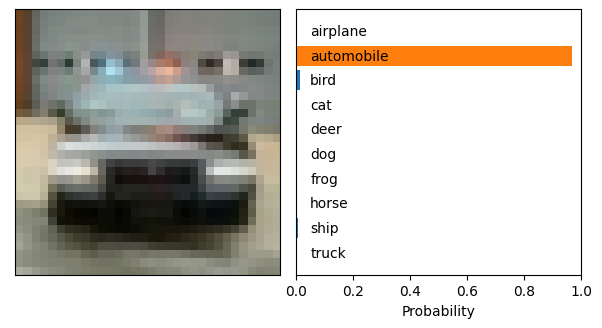 airplane
automobile
bird
cat
deer
dog
frog
horse
ship
truck
0.0 0.2 0.4 0.6 0.8 1.0
Probability